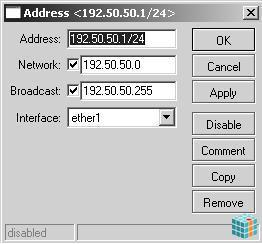 Address <192.50.50.1/24>
Address: 192.50.50.1/24
OK
Network: 192.50.50.0
Cancel
Broadcast: 192.50.50.255
Apply
Interface: ether1
Disable
Comment
Copy
Remove
disabled